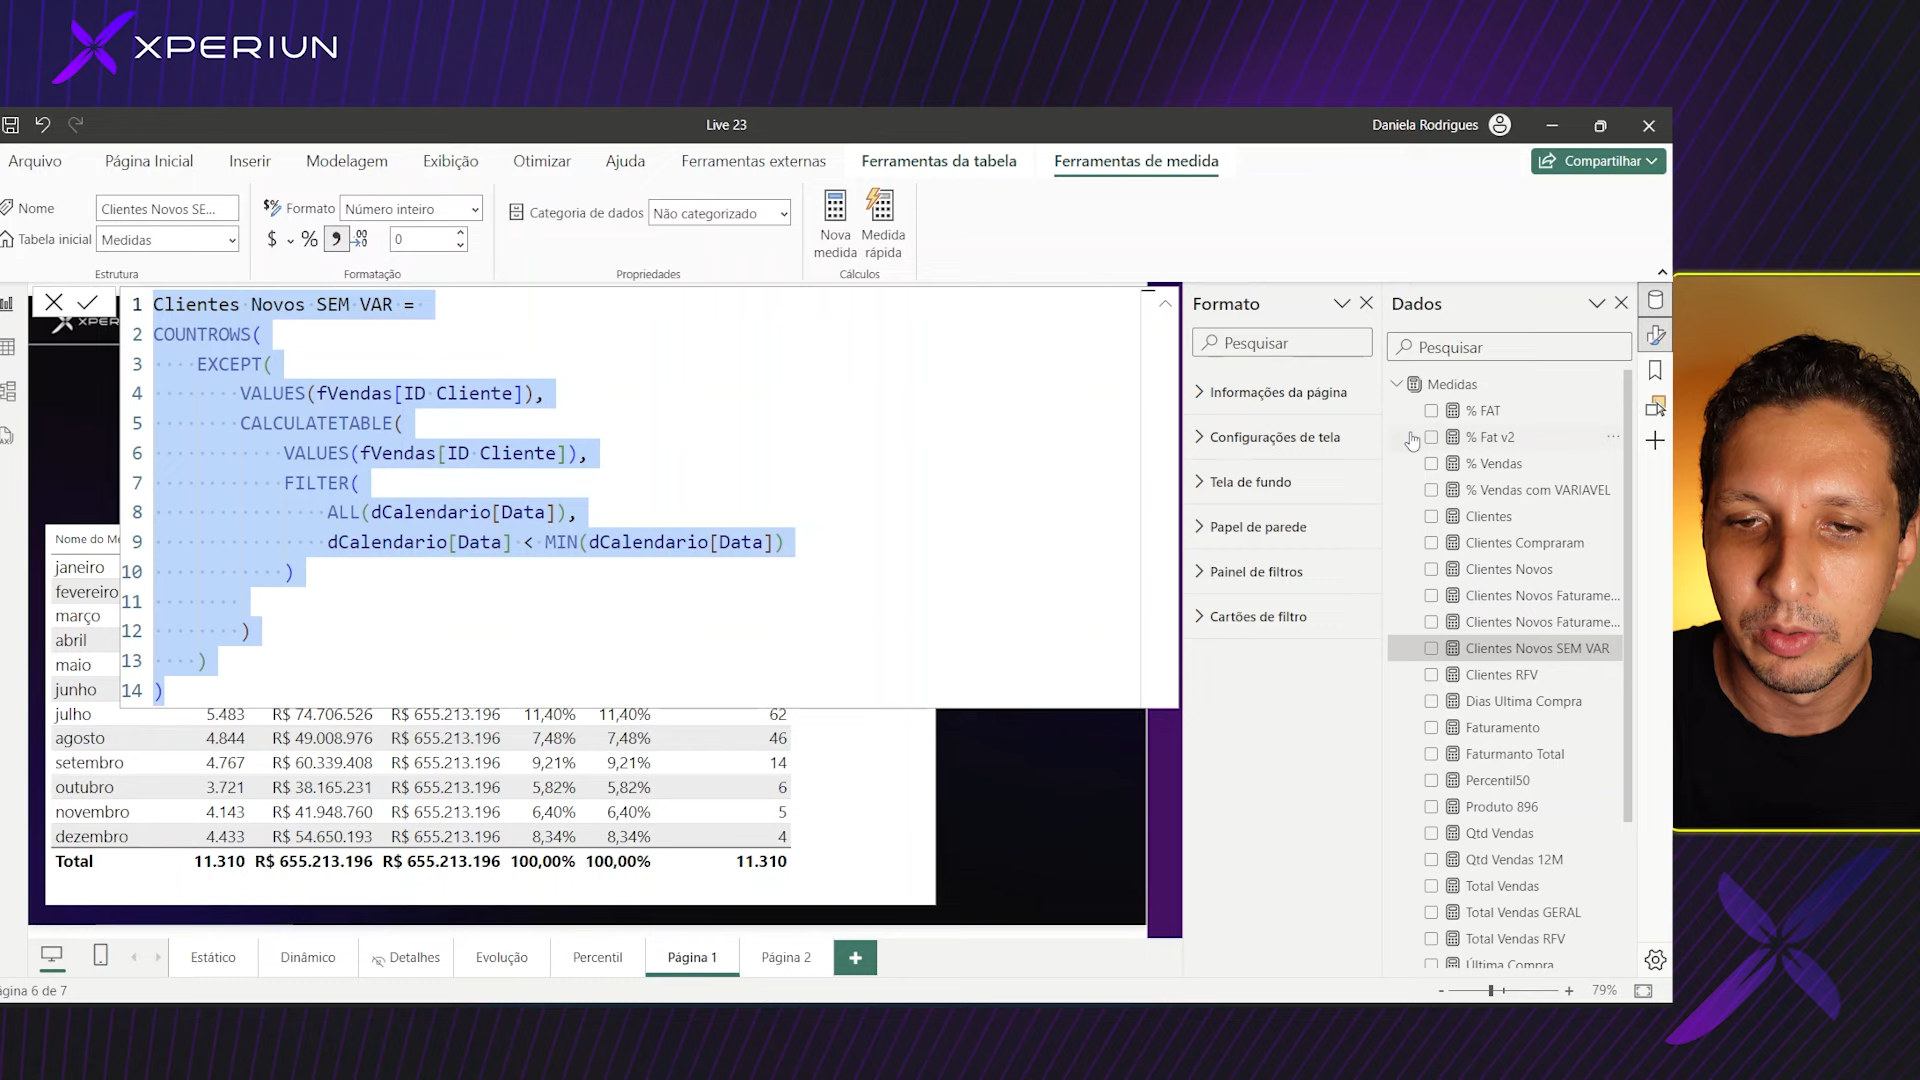 XPERIUN
Live 23
Daniela Rodrigues
Arquivo
Página Inicial
Inserir
Modelagem
Exibição
Otimizar
Ajuda
Ferramentas externas
Ferramentas da tabela
Ferramentas de medida
Compartilhar
Nome
Clientes Novos SE...
Tabela inicial
Medidas
Estrutura
Formato
Número inteiro
$
%
0
Formatação
Categoria de dados
Não categorizado
Propriedades
Nova medida
Medida rápida
Cálculos
1 Clientes Novos SEM VAR =
2 COUNTROWS(
3 EXCEPT(
4 VALUES(fVendas[ID Cliente]),
5 CALCULATETABLE(
6 VALUES(fVendas[ID Cliente]),
7 FILTER(
8 ALL(dCalendario[Data]),
9 dCalendario[Data] < MIN(dCalendario[Data])
10 )
11
12 )
13 )
14 )
Nome do Mê
janeiro
fevereiro
março
abril
maio
junho
julho 5.483 R$ 74.706.526 R$ 655.213.196 11,40% 11,40% 62
agosto 4.844 R$ 49.008.976 R$ 655.213.196 7,48% 7,48% 46
setembro 4.767 R$ 60.339.408 R$ 655.213.196 9,21% 9,21% 14
outubro 3.721 R$ 38.165.231 R$ 655.213.196 5,82% 5,82% 6
novembro 4.143 R$ 41.948.760 R$ 655.213.196 6,40% 6,40% 5
dezembro 4.433 R$ 54.650.193 R$ 655.213.196 8,34% 8,34% 4
Total 11.310 R$ 655.213.196 R$ 655.213.196 100,00% 100,00% 11.310
Formato
Pesquisar
Informações da página
Configurações de tela
Tela de fundo
Papel de parede
Painel de filtros
Cartões de filtro
Dados
Pesquisar
Medidas
% FAT
% Fat v2
% Vendas
% Vendas com VARIAVEL
Clientes
Clientes Compraram
Clientes Novos
Clientes Novos Faturame...
Clientes Novos Faturame...
Clientes Novos SEM VAR
Clientes RFV
Dias Ultima Compra
Faturamento
Faturmanto Total
Percentil50
Produto 896
Qtd Vendas
Qtd Vendas 12M
Total Vendas
Total Vendas GERAL
Total Vendas RFV
Última Compra
Estático
Dinâmico
Detalhes
Evolução
Percentil
Página 1
Página 2
ágina 6 de 7
79%